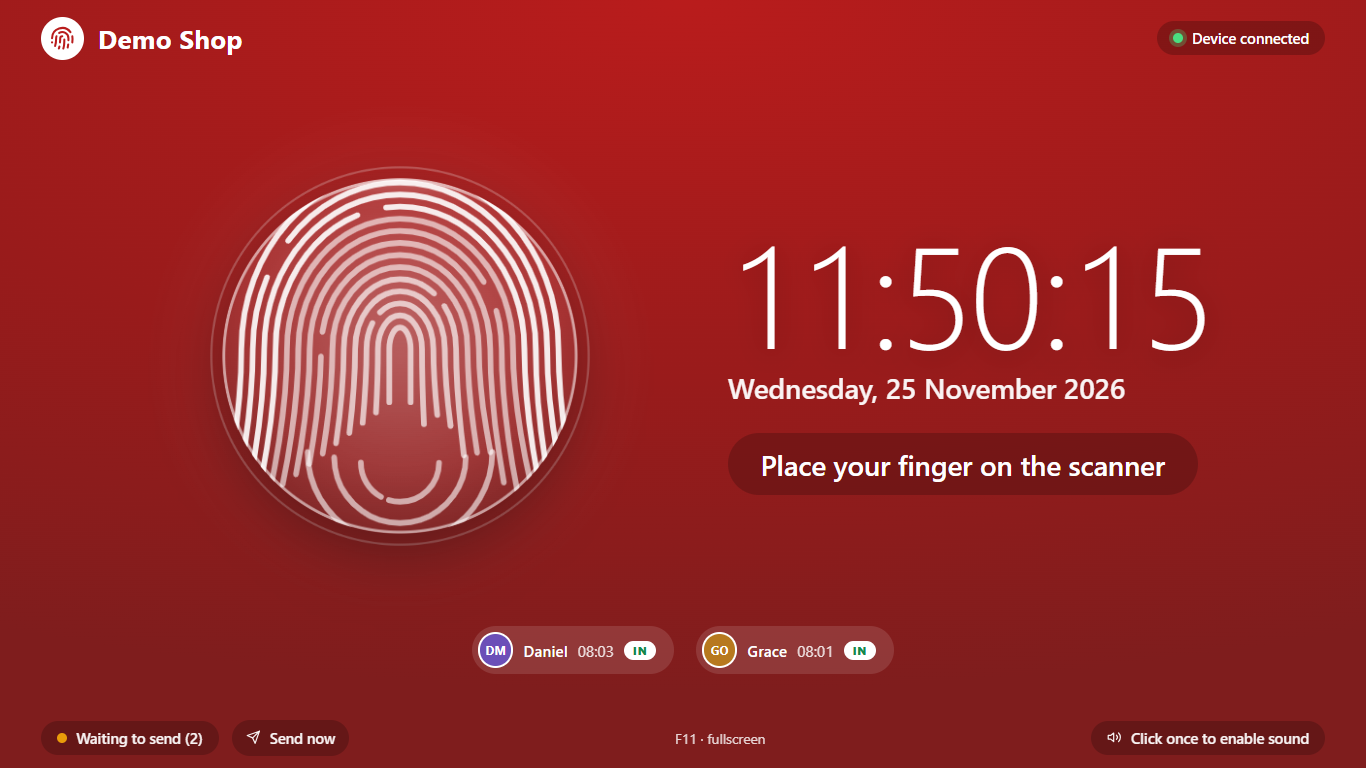 Demo Shop
Device connected
11:50:15
Wednesday, 25 November 2026
Place your finger on the scanner
DM Daniel 08:03 IN
GO Grace 08:01 IN
Waiting to send (2)
Send now
F11 · fullscreen
Click once to enable sound